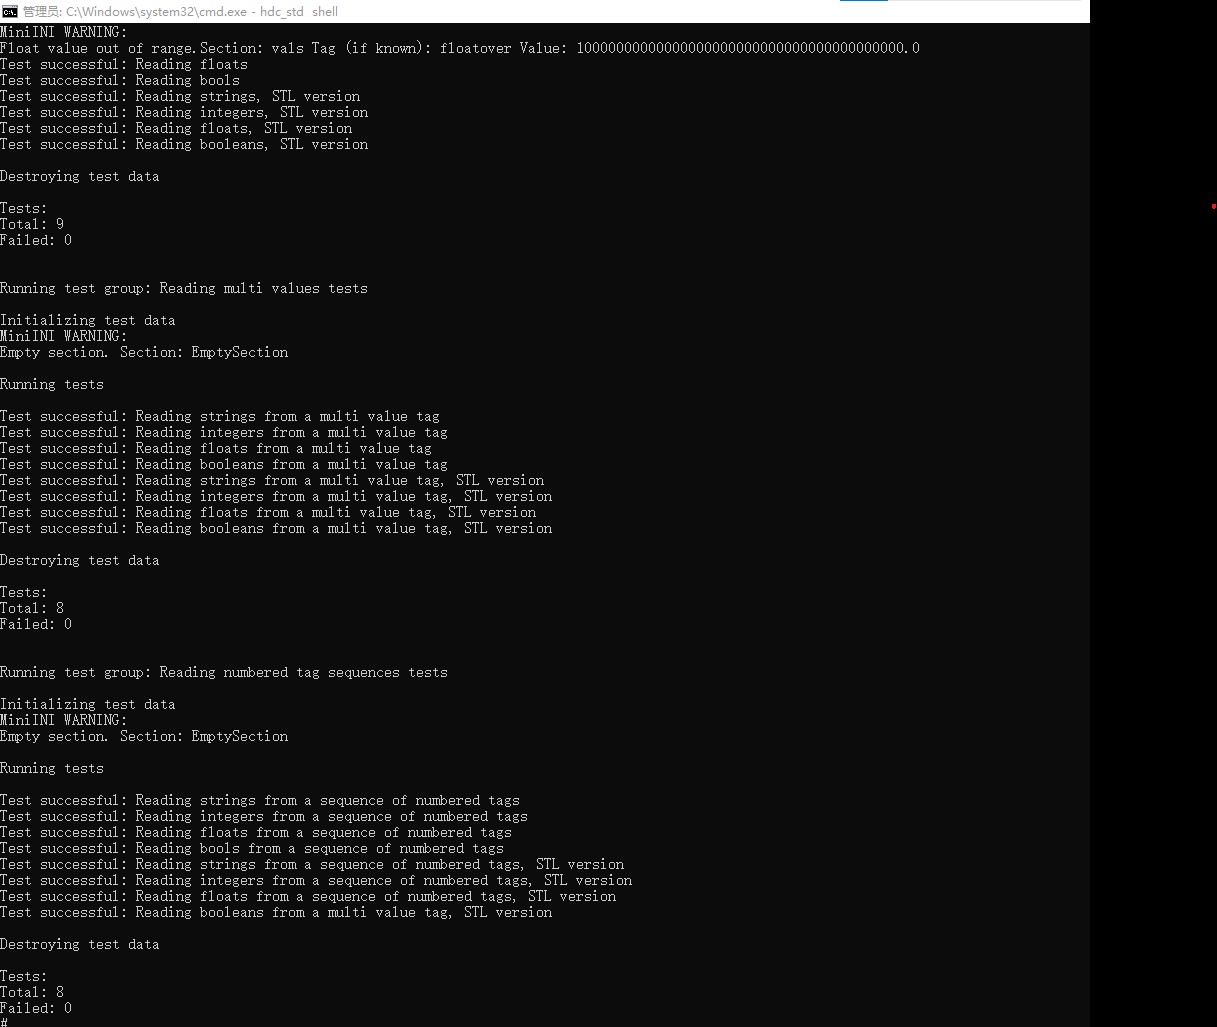 管理员: C:\Windows\system32\cmd.exe - hdc_std  shell
MiniINI WARNING:
Float value out of range.Section: vals Tag (if known): floatover Value: 10000000000000000000000000000000000000000.0
Test successful: Reading floats
Test successful: Reading bools
Test successful: Reading strings, STL version
Test successful: Reading integers, STL version
Test successful: Reading floats, STL version
Test successful: Reading booleans, STL version
Destroying test data
Tests:
Total: 9
Failed: 0
Running test group: Reading multi values tests
Initializing test data
MiniINI WARNING:
Empty section. Section: EmptySection
Running tests
Test successful: Reading strings from a multi value tag
Test successful: Reading integers from a multi value tag
Test successful: Reading floats from a multi value tag
Test successful: Reading booleans from a multi value tag
Test successful: Reading strings from a multi value tag, STL version
Test successful: Reading integers from a multi value tag, STL version
Test successful: Reading floats from a multi value tag, STL version
Test successful: Reading booleans from a multi value tag, STL version
Destroying test data
Tests:
Total: 8
Failed: 0
Running test group: Reading numbered tag sequences tests
Initializing test data
MiniINI WARNING:
Empty section. Section: EmptySection
Running tests
Test successful: Reading strings from a sequence of numbered tags
Test successful: Reading integers from a sequence of numbered tags
Test successful: Reading floats from a sequence of numbered tags
Test successful: Reading bools from a sequence of numbered tags
Test successful: Reading strings from a sequence of numbered tags, STL version
Test successful: Reading integers from a sequence of numbered tags, STL version
Test successful: Reading floats from a sequence of numbered tags, STL version
Test successful: Reading booleans from a multi value tag, STL version
Destroying test data
Tests:
Total: 8
Failed: 0
#